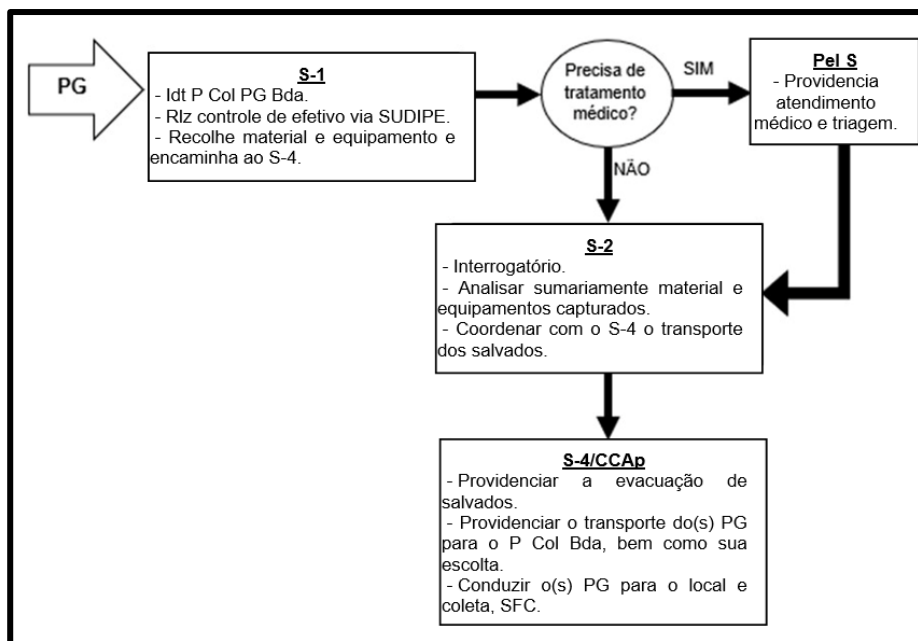 PG
S-1
- Idt P Col PG Bda.
- Rlz controle de efetivo via SUDIPE.
- Recolhe material e equipamento e
encaminha ao S-4.
Precisa de
tratamento
médico?
SIM
Pel S
- Providencia
atendimento
médico e triagem.
NÃO
S-2
- Interrogatório.
- Analisar sumariamente material e
equipamentos capturados.
- Coordenar com o S-4 o transporte
dos salvados.
S-4/CCAp
- Providenciar a evacuação de
salvados.
- Providenciar o transporte do(s) PG
para o P Col Bda, bem como sua
escolta.
- Conduzir o(s) PG para o local e
coleta, SFC.